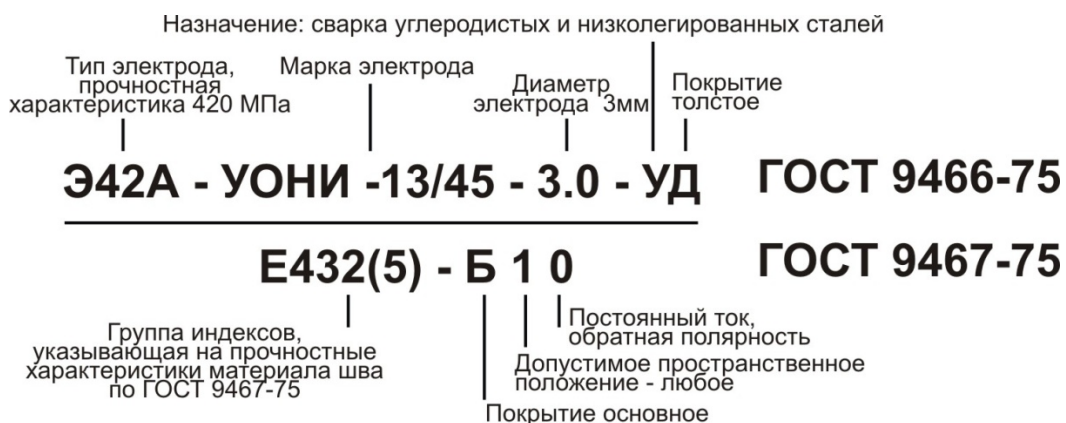 Назначение: сварка углеродистых и низколегированных сталей
Тип электрода,
прочностная
характеристика 420 МПа
Марка электрода
Диаметр
электрода 3мм
Покрытие
толстое
Э42А - УОНИ -13/45 - 3.0 - УД
ГОСТ 9466-75
Е432(5) - Б 1 0
ГОСТ 9467-75
Группа индексов,
указывающая на прочностные
характеристики материала шва
по ГОСТ 9467-75
Постоянный ток,
обратная полярность
Допустимое пространственное
положение - любое
Покрытие основное